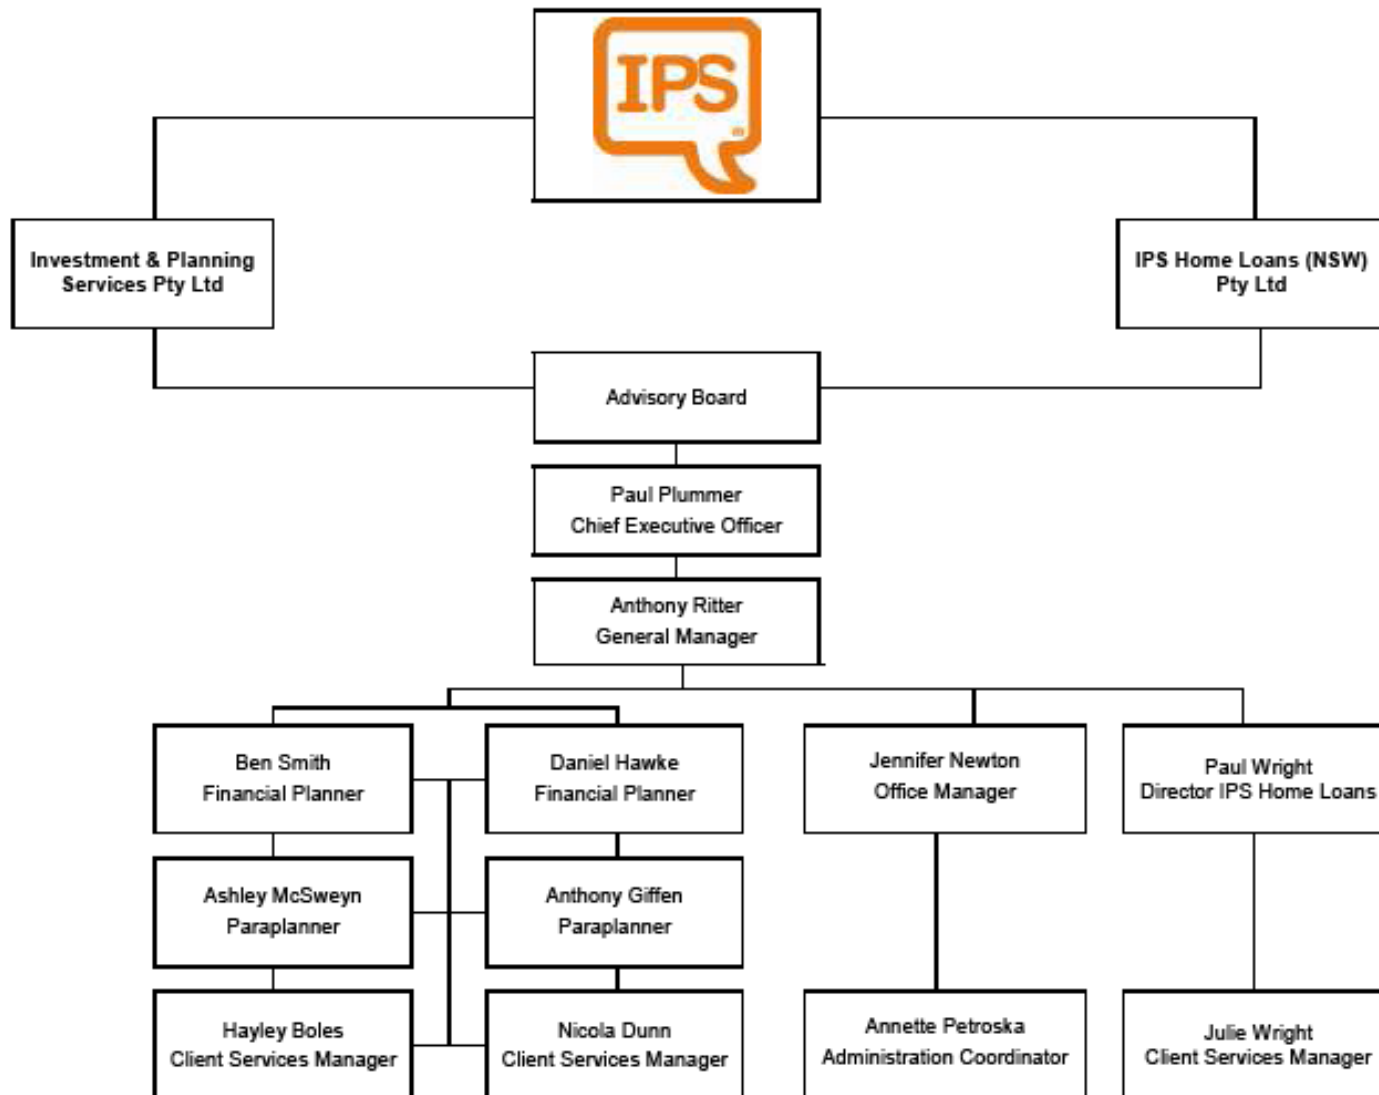 IPS
Investment & Planning
Services Pty Ltd
IPS Home Loans (NSW)
Pty Ltd
Advisory Board
Paul Plummer
Chief Executive Officer
Anthony Ritter
General Manager
Ben Smith
Financial Planner
Daniel Hawke
Financial Planner
Jennifer Newton
Office Manager
Paul Wright
Director IPS Home Loans
Ashley McSweyn
Paraplanner
Anthony Giffen
Paraplanner
Hayley Boles
Client Services Manager
Nicola Dunn
Client Services Manager
Annette Petroska
Administration Coordinator
Julie Wright
Client Services Manager